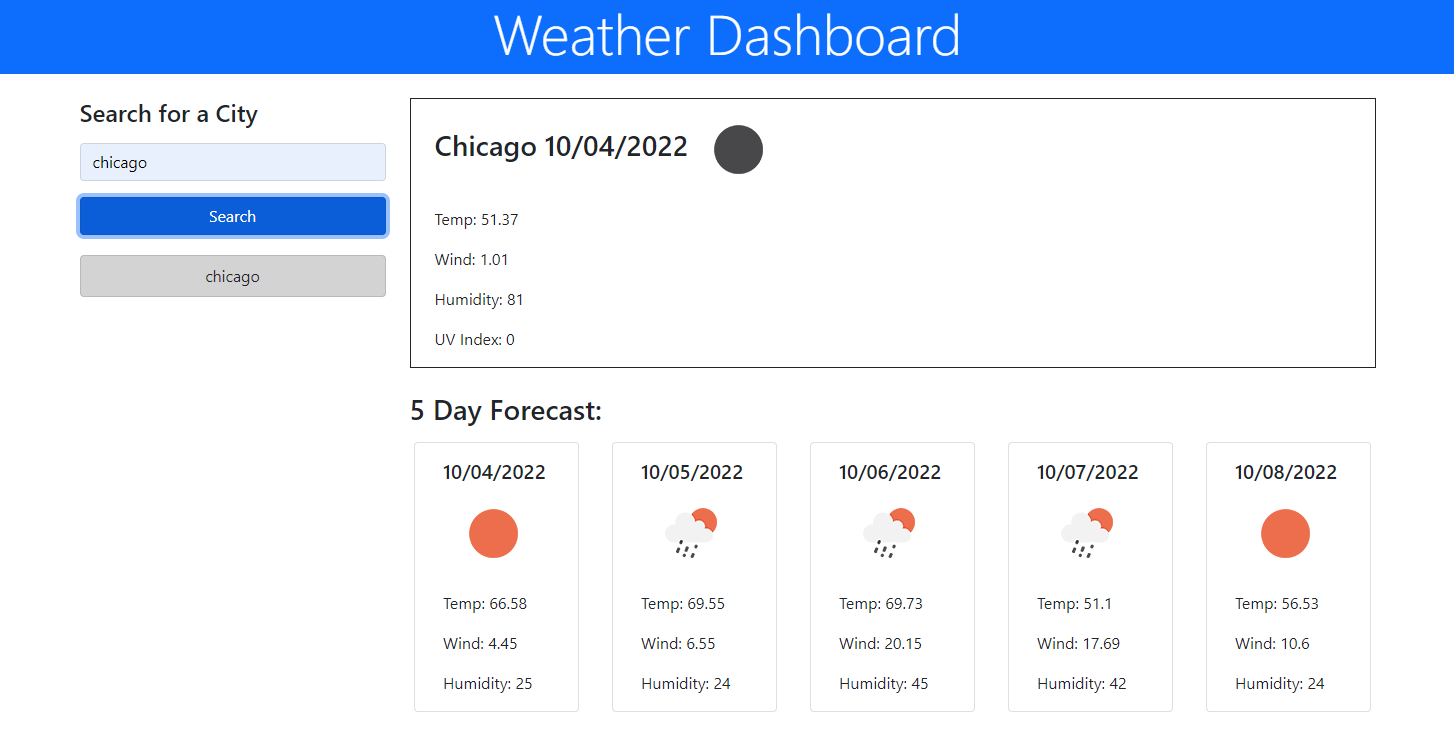 Weather Dashboard
Search for a City
chicago
Search
chicago
Chicago 10/04/2022
Temp: 51.37
Wind: 1.01
Humidity: 81
UV Index: 0
5 Day Forecast:
10/04/2022
Temp: 66.58
Wind: 4.45
Humidity: 25
10/05/2022
Temp: 69.55
Wind: 6.55
Humidity: 24
10/06/2022
Temp: 69.73
Wind: 20.15
Humidity: 45
10/07/2022
Temp: 51.1
Wind: 17.69
Humidity: 42
10/08/2022
Temp: 56.53
Wind: 10.6
Humidity: 24